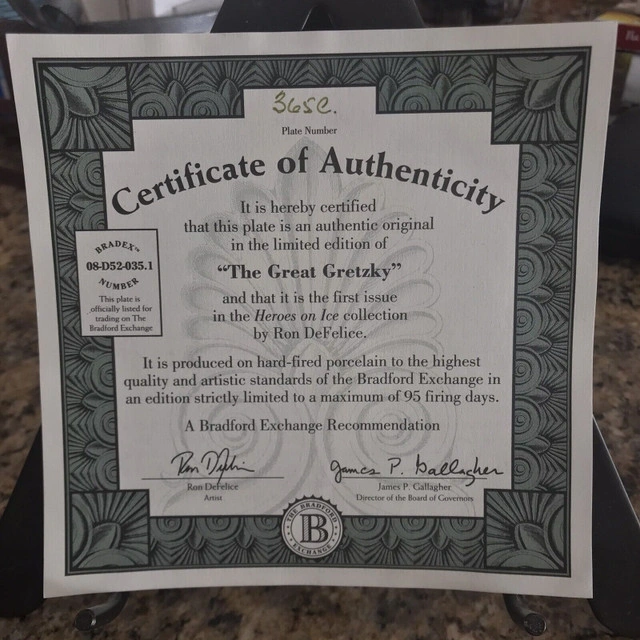 365C.
Plate Number
Certificate of Authenticity
It is hereby certified
that this plate is an authentic original
in the limited edition of
“The Great Gretzky”
and that it is the first issue
in the Heroes on Ice collection
by Ron DeFelice.
BRADEX™
08-D52-035.1
NUMBER
This plate is
officially listed for
trading on The
Bradford Exchange
It is produced on hard-fired porcelain to the highest
quality and artistic standards of the Bradford Exchange in
an edition strictly limited to a maximum of 95 firing days.
A Bradford Exchange Recommendation
James P. Gallagher
Ron DeFelice
Artist
James P. Gallagher
Director of the Board of Governors
THE BRADFORD
B
EXCHANGE